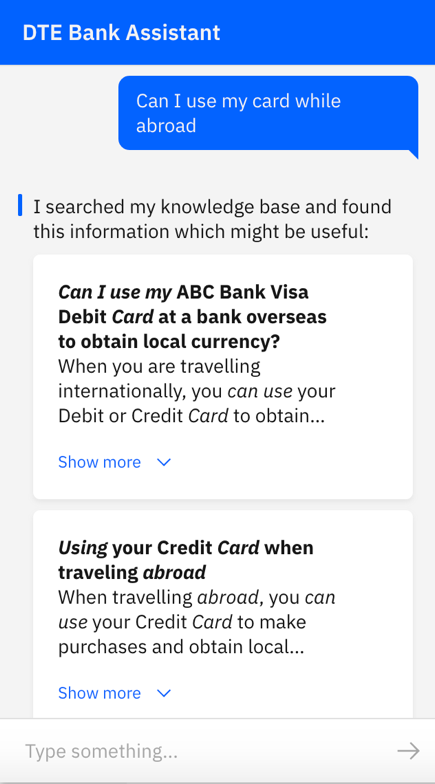 DTE Bank Assistant
Can I use my card while
abroad
I searched my knowledge base and found
this information which might be useful:
Can I use my ABC Bank Visa
Debit Card at a bank overseas
to obtain local currency?
When you are travelling
internationally, you can use your
Debit or Credit Card to obtain...
Show more
Using your Credit Card when
traveling abroad
When travelling abroad, you can
use your Credit Card to make
purchases and obtain local...
Show more
Type something...